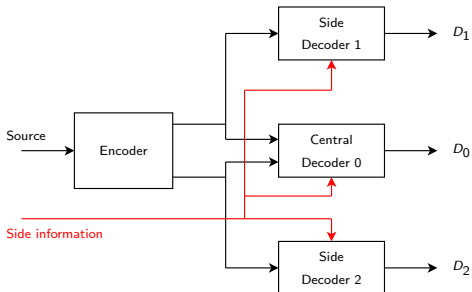 Side
Decoder 1
D1
Source
Encoder
Central
Decoder 0
D0
Side information
Side
Decoder 2
D2